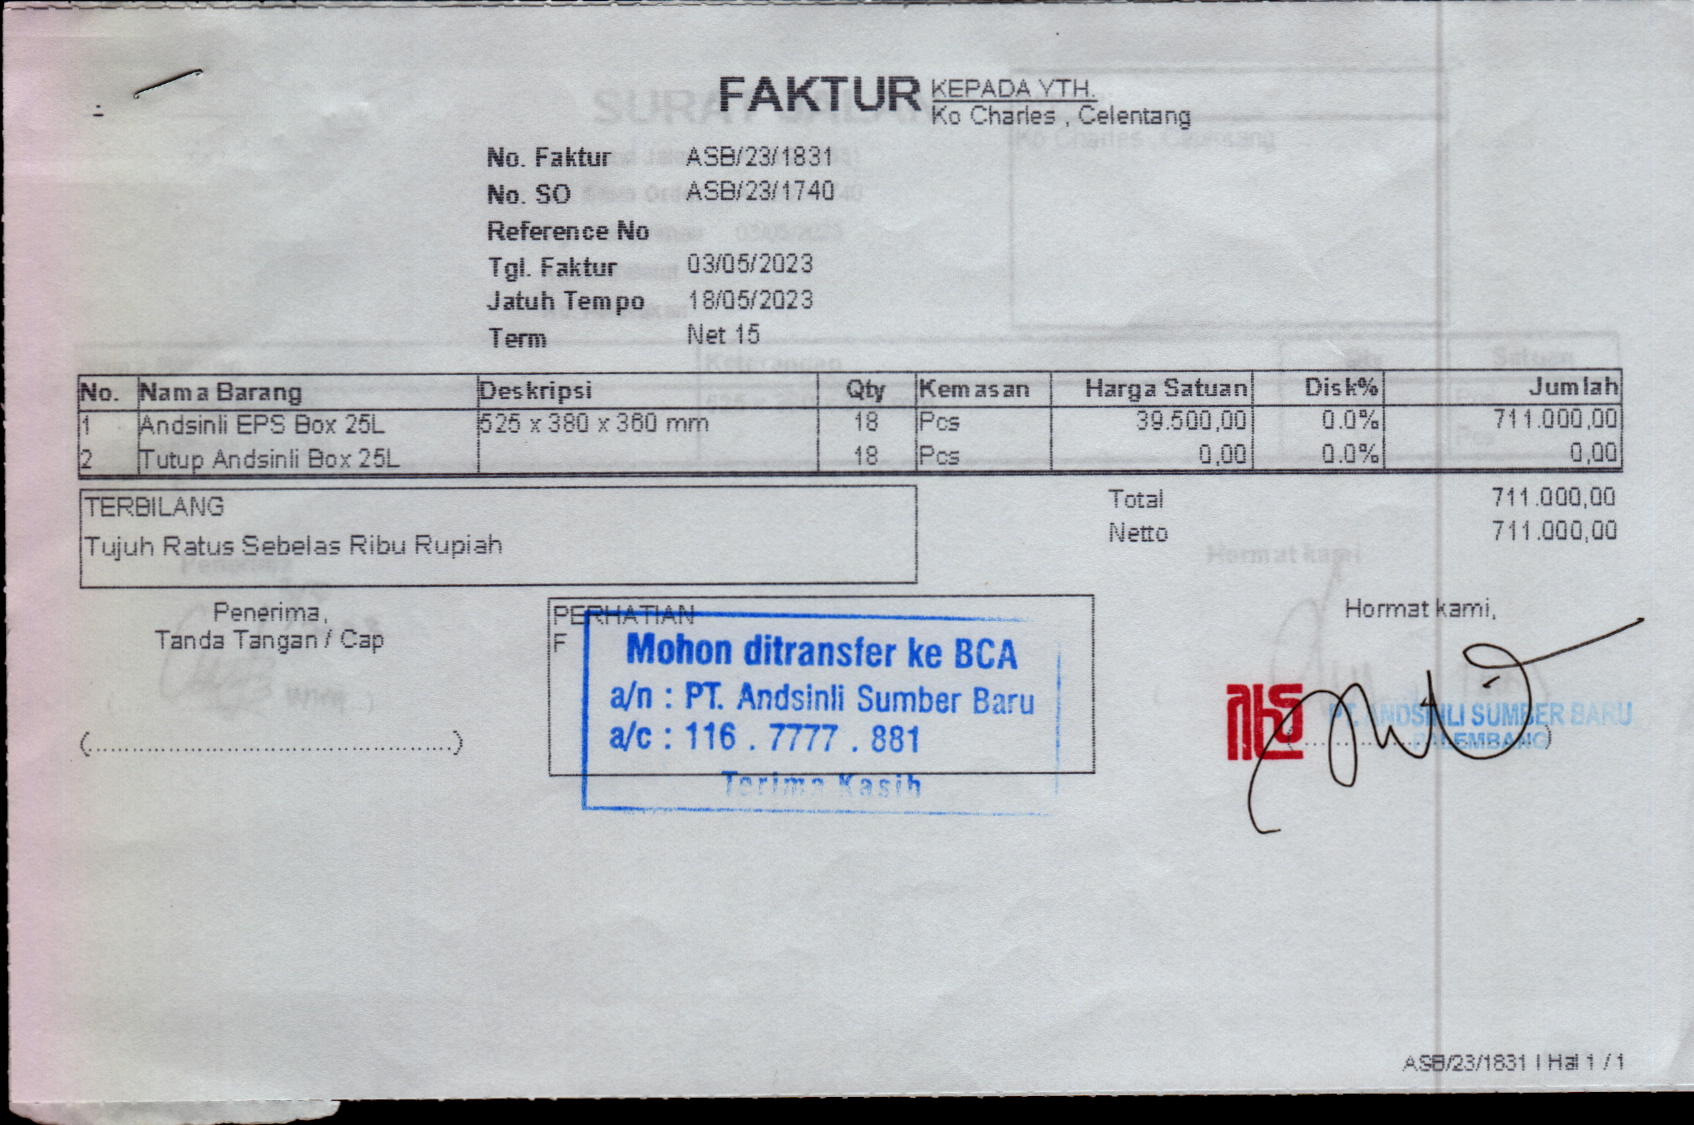 FAKTUR
KEPADA YTH.
Ko Charles , Celentang
No. Faktur ASB/23/1831
No. SO ASB/23/1740
Reference No
Tgl. Faktur 03/05/2023
Jatuh Tempo 18/05/2023
Term Net 15
No. Nama Barang Deskripsi Qty Kemasan Harga Satuan Disk% Jumlah
1 Andsinli EPS Box 25L 525 x 380 x 360 mm 18 Pcs 39.500,00 0.0% 711.000,00
2 Tutup Andsinli Box 25L 18 Pcs 0,00 0.0% 0,00
TERBILANG
Tujuh Ratus Sebelas Ribu Rupiah
Total 711.000,00
Netto 711.000,00
Penerima,
Tanda Tangan / Cap
PERHATIAN
F
Mohon ditransfer ke BCA
a/n : PT. Andsinli Sumber Baru
a/c : 116 . 7777 . 881
Terima Kasih
Hormat kami,
PT. ANDSINLI SUMBER BARU
PALEMBANG
ASB/23/1831 | Hal 1 / 1